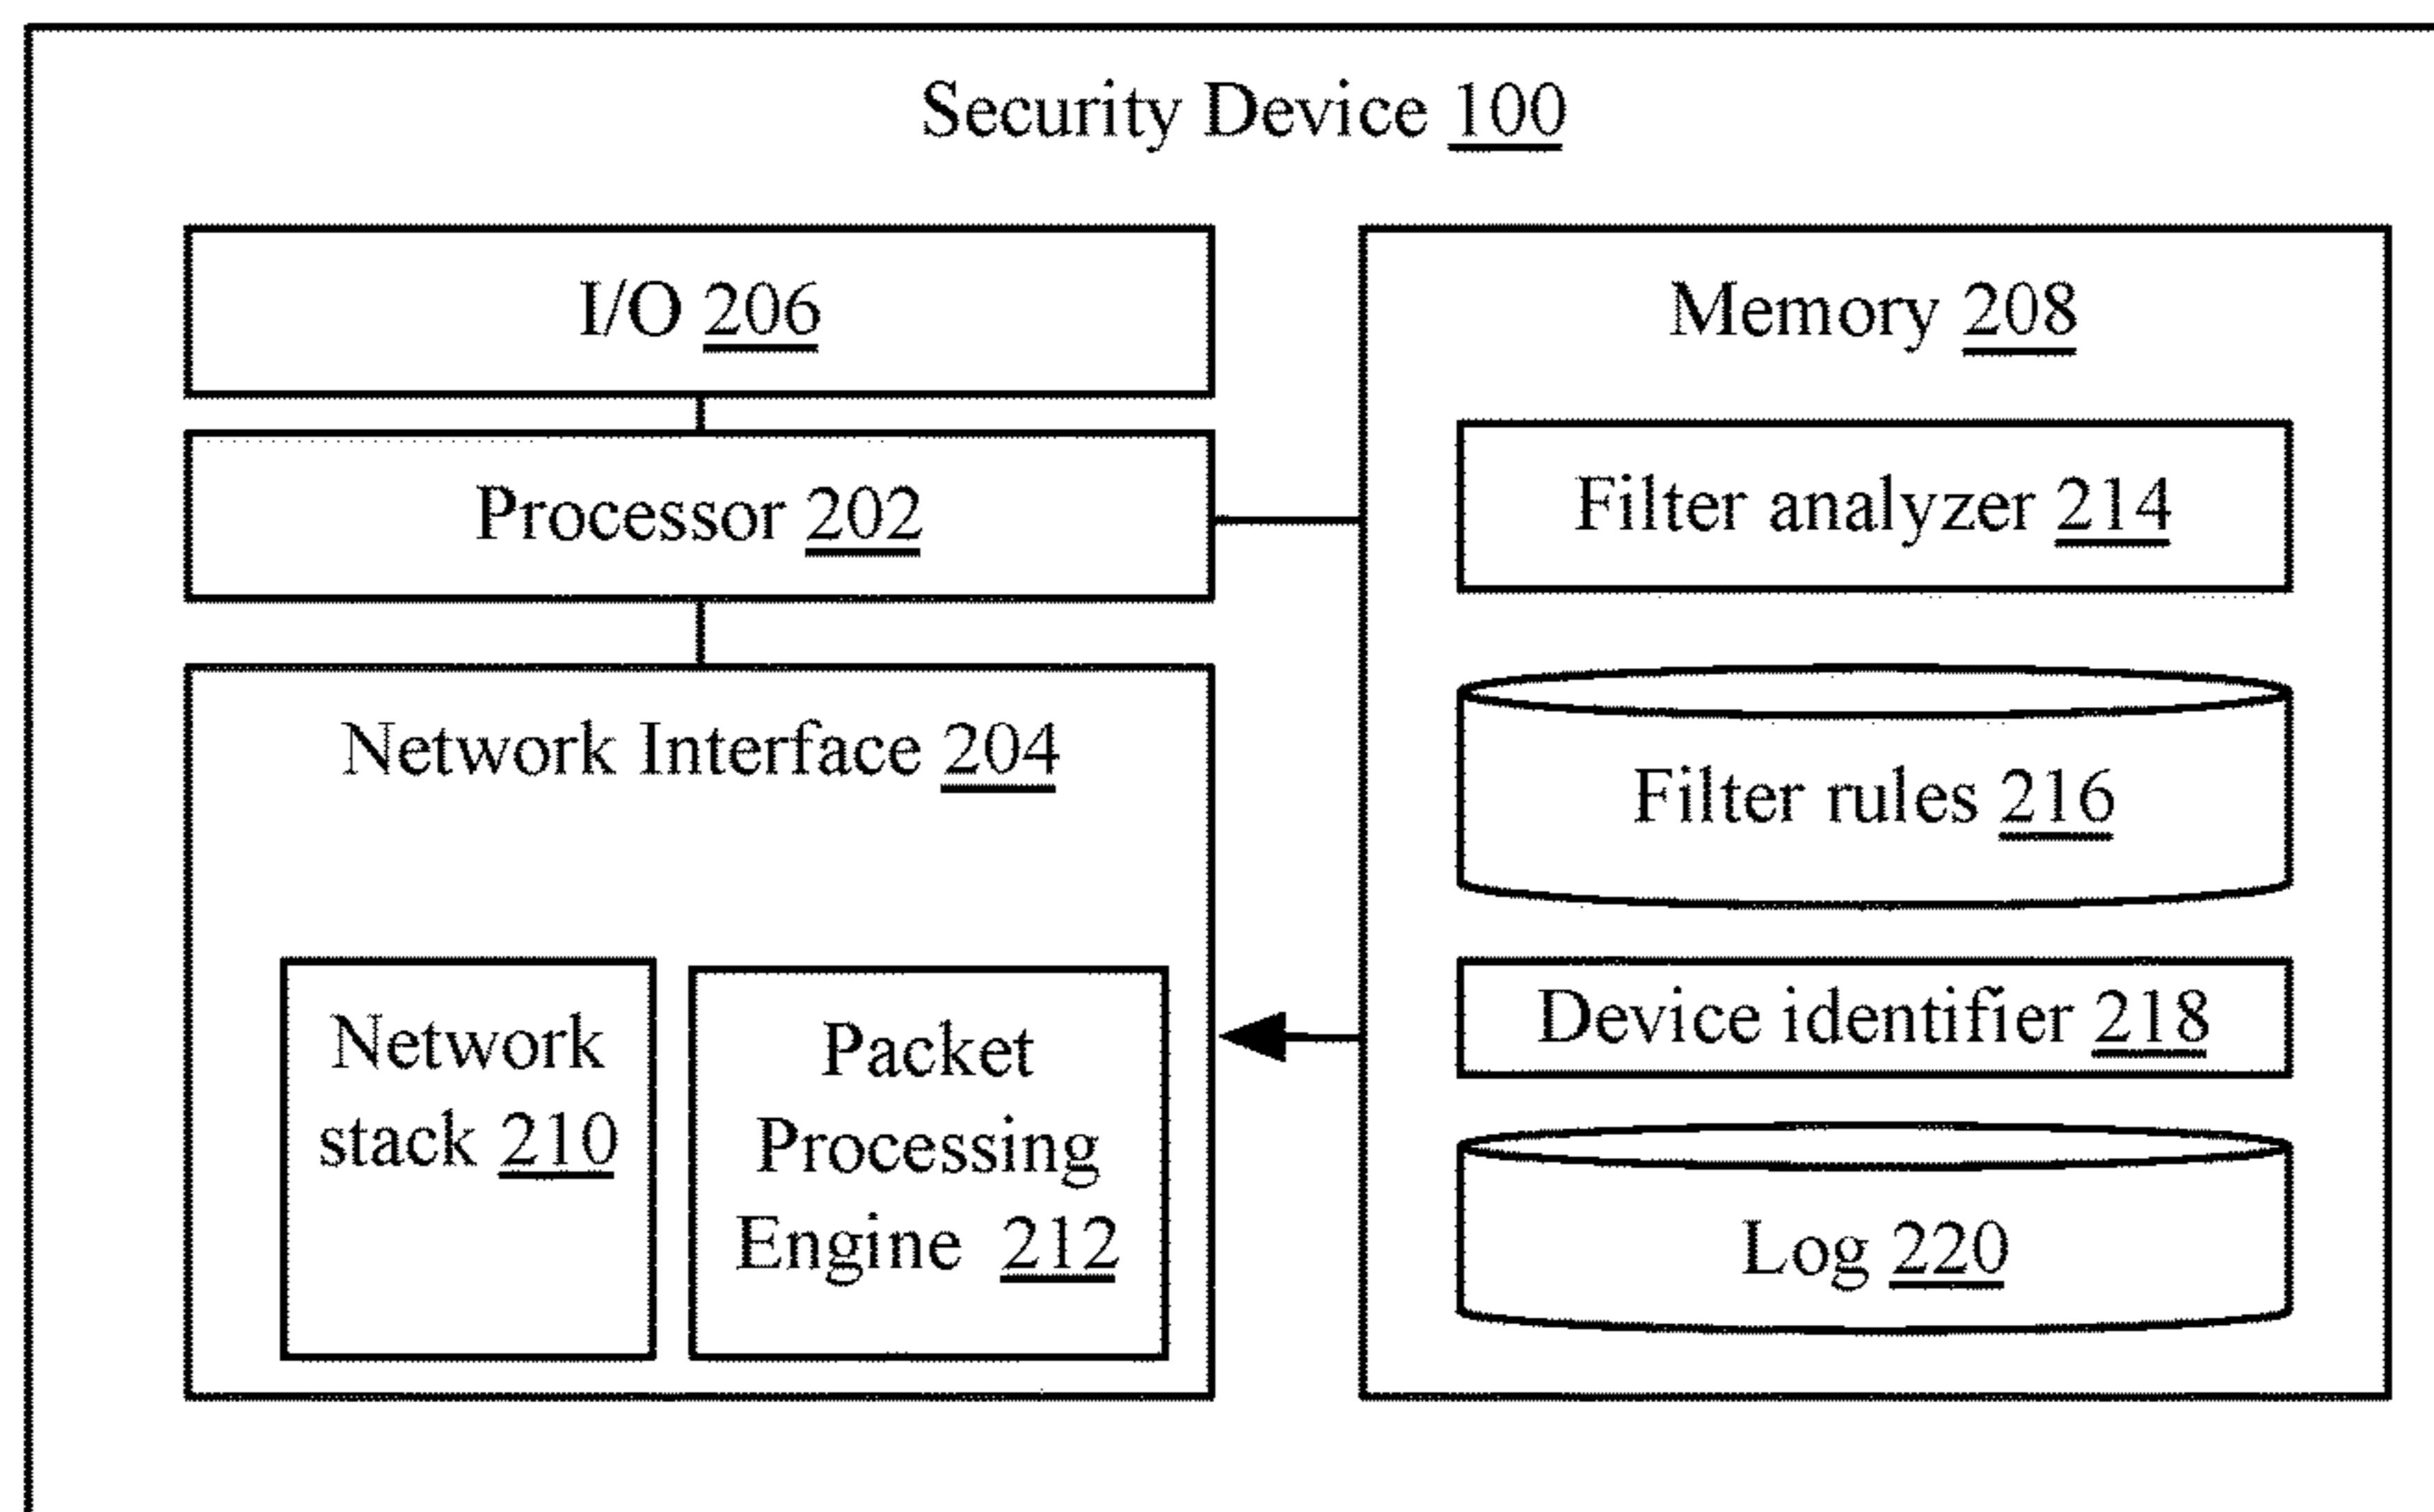 Security Device 100
I/O 206
Processor 202
Network Interface 204
Network
stack 210
Packet
Processing
Engine 212
Memory 208
Filter analyzer 214
Filter rules 216
Device identifier 218
Log 220